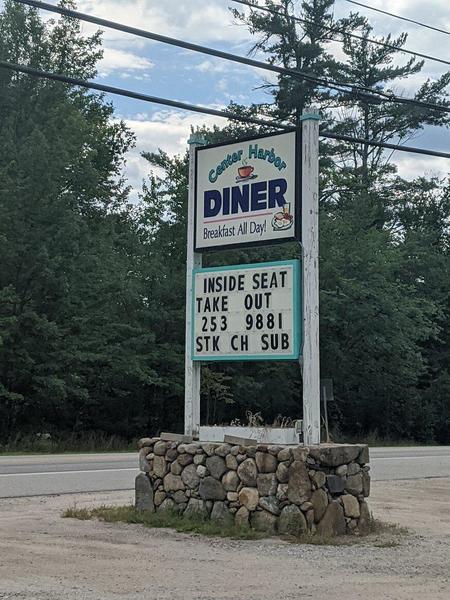 Center Harbor
DINER
Breakfast All Day!
INSIDE SEAT
TAKE OUT
253 9881
STK CH SUB